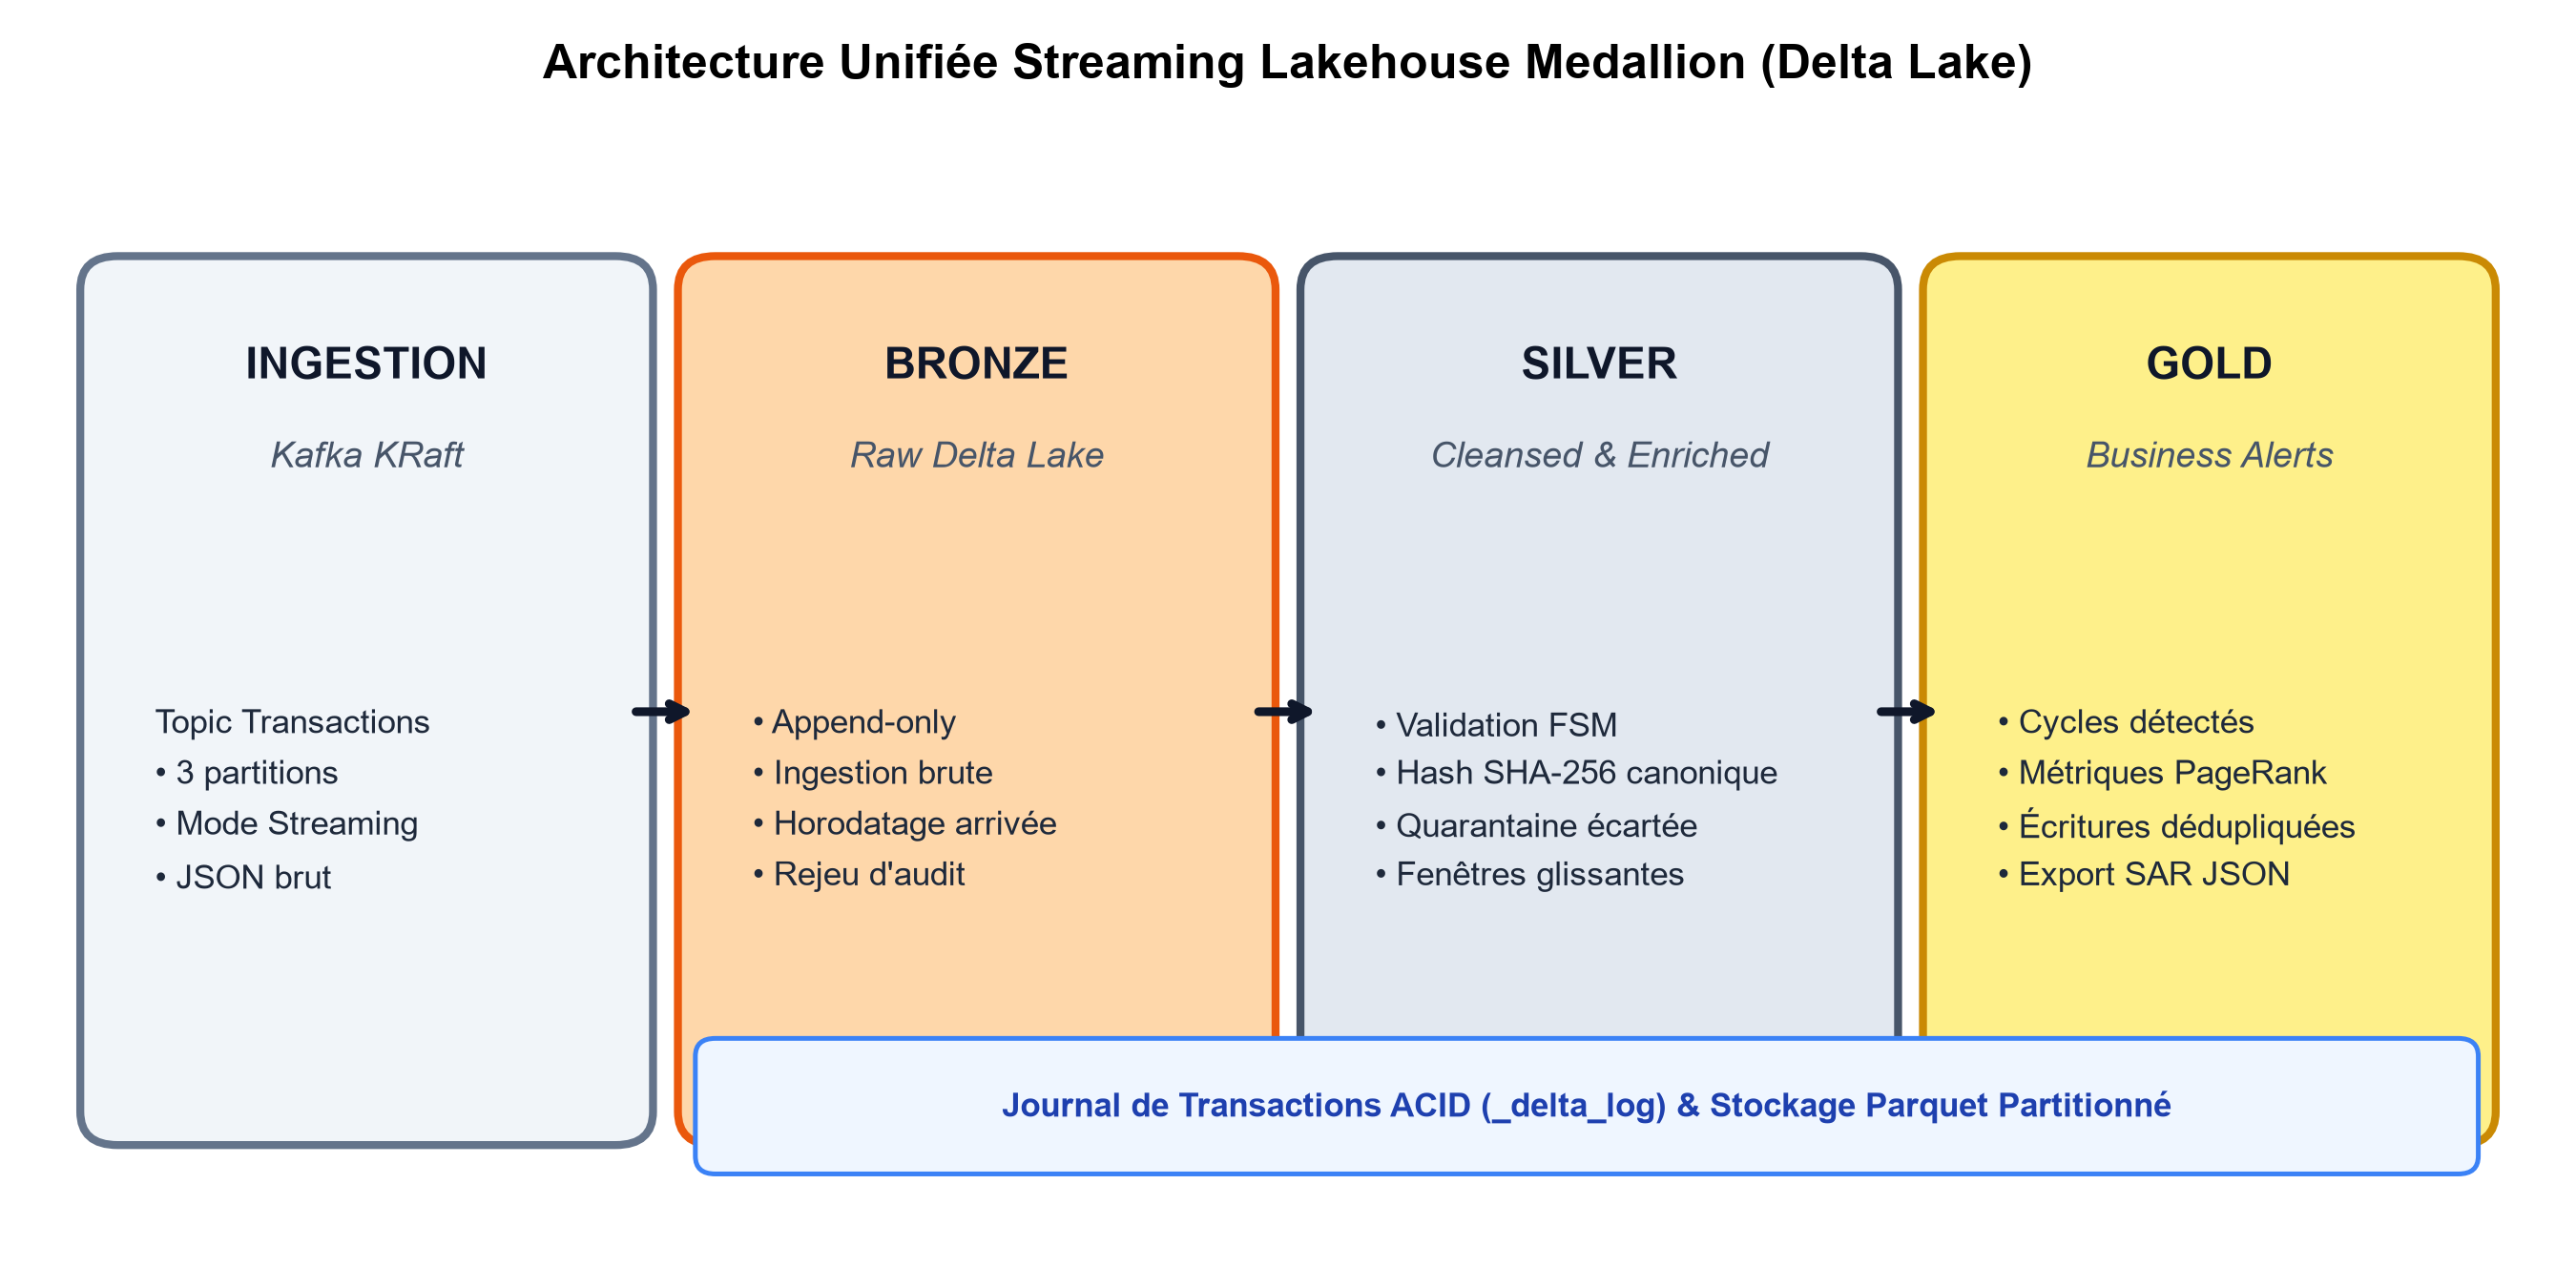 Architecture Unifiée Streaming Lakehouse Medallion (Delta Lake)
INGESTION
Kafka KRaft
Topic Transactions
• 3 partitions
• Mode Streaming
• JSON brut
BRONZE
Raw Delta Lake
• Append-only
• Ingestion brute
• Horodatage arrivée
• Rejeu d'audit
SILVER
Cleansed & Enriched
• Validation FSM
• Hash SHA-256 canonique
• Quarantaine écartée
• Fenêtres glissantes
GOLD
Business Alerts
• Cycles détectés
• Métriques PageRank
• Écritures dédupliquées
• Export SAR JSON
Journal de Transactions ACID (_delta_log) & Stockage Parquet Partitionné